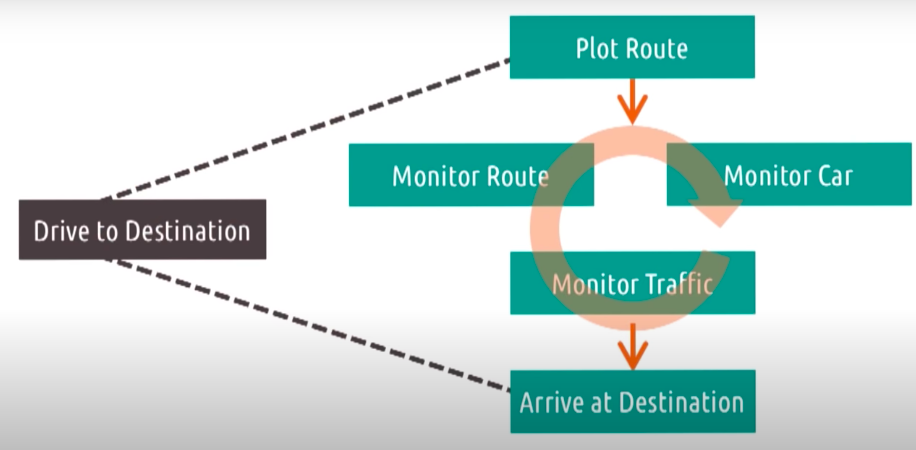 Plot Route
Monitor Route
Monitor Car
Drive to Destination
Monitor Traffic
Arrive at Destination